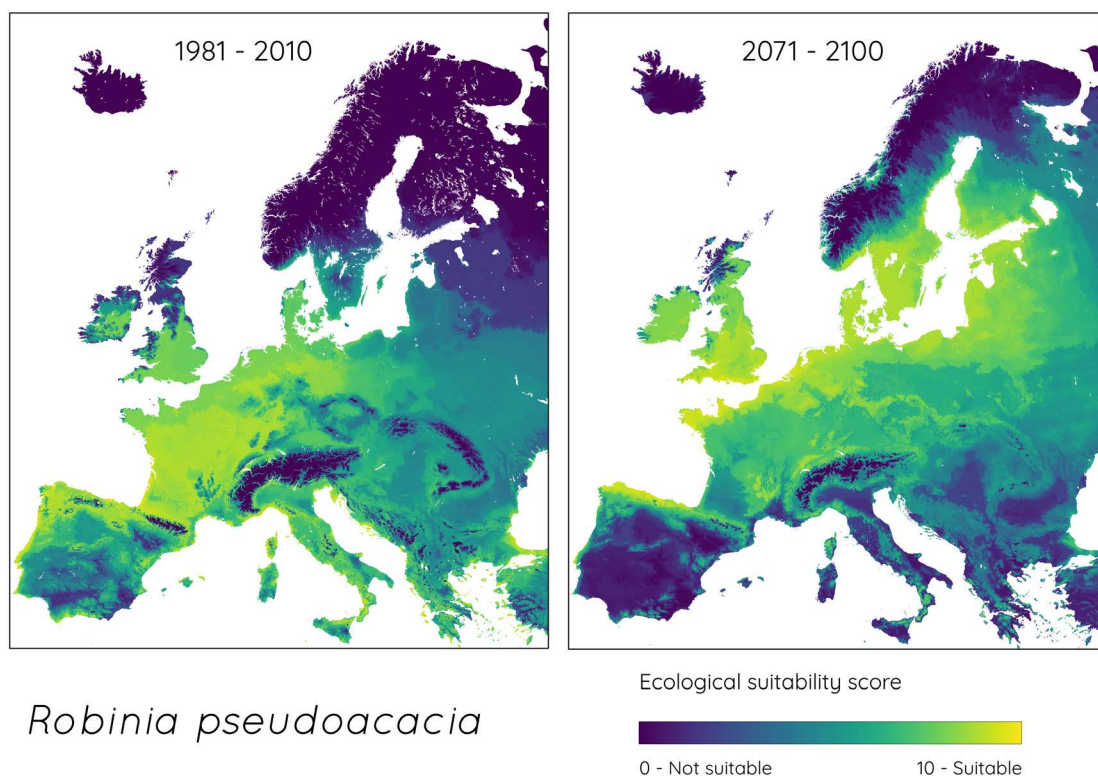 1981 - 2010
2071 - 2100
Robinia pseudoacacia
Ecological suitability score
0 - Not suitable
10 - Suitable